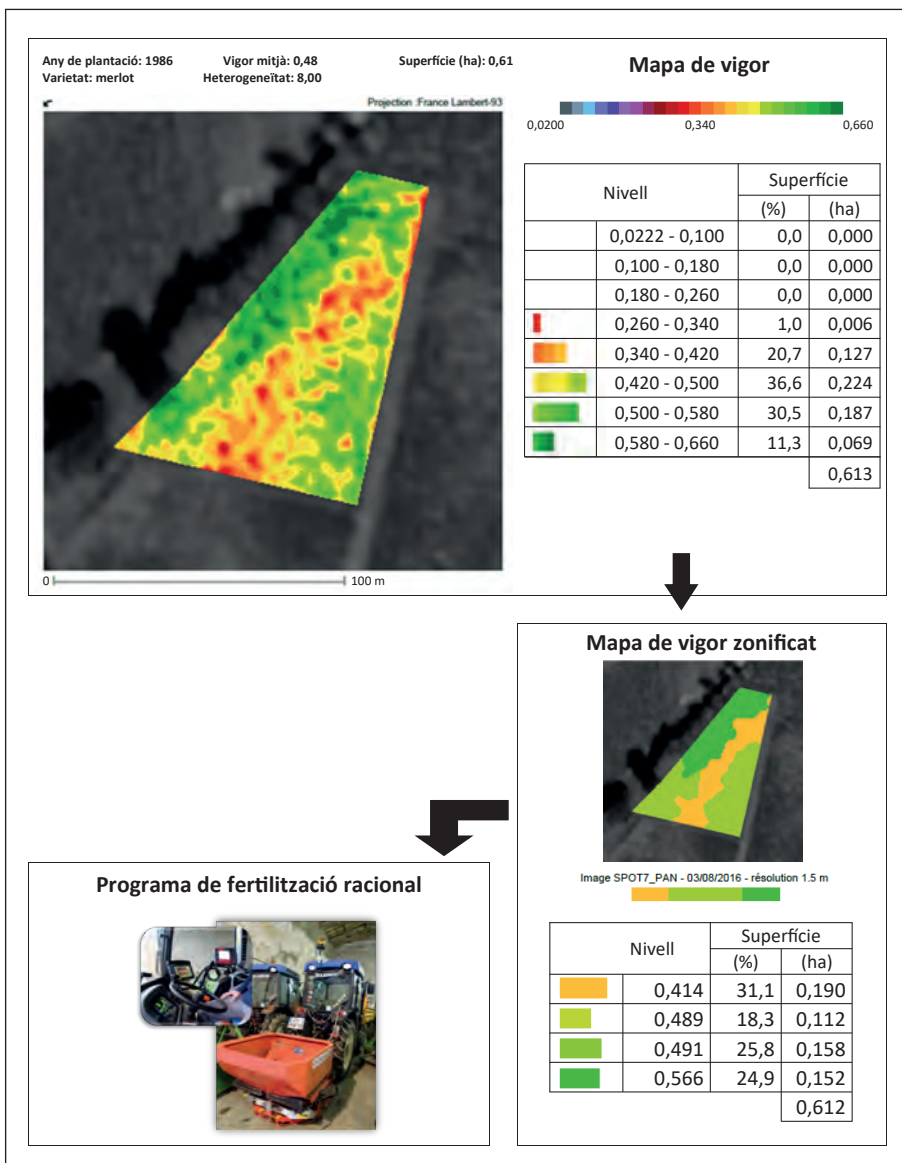 Any de plantació: 1986 Vigor mitjà: 0,48 Superfície (ha): 0,61
Varietat: merlot Heterogeneïtat: 8,00
Projection :France Lambert-93
0 100 m
Mapa de vigor
0,0200 0,340 0,660
Nivell Superfície
(%) (ha)
0,0222 - 0,100 0,0 0,000
0,100 - 0,180 0,0 0,000
0,180 - 0,260 0,0 0,000
0,260 - 0,340 1,0 0,006
0,340 - 0,420 20,7 0,127
0,420 - 0,500 36,6 0,224
0,500 - 0,580 30,5 0,187
0,580 - 0,660 11,3 0,069
0,613
Mapa de vigor zonificat
Image SPOT7_PAN - 03/08/2016 - résolution 1.5 m
Nivell Superfície
(%) (ha)
0,414 31,1 0,190
0,489 18,3 0,112
0,491 25,8 0,158
0,566 24,9 0,152
0,612
Programa de fertilització racional